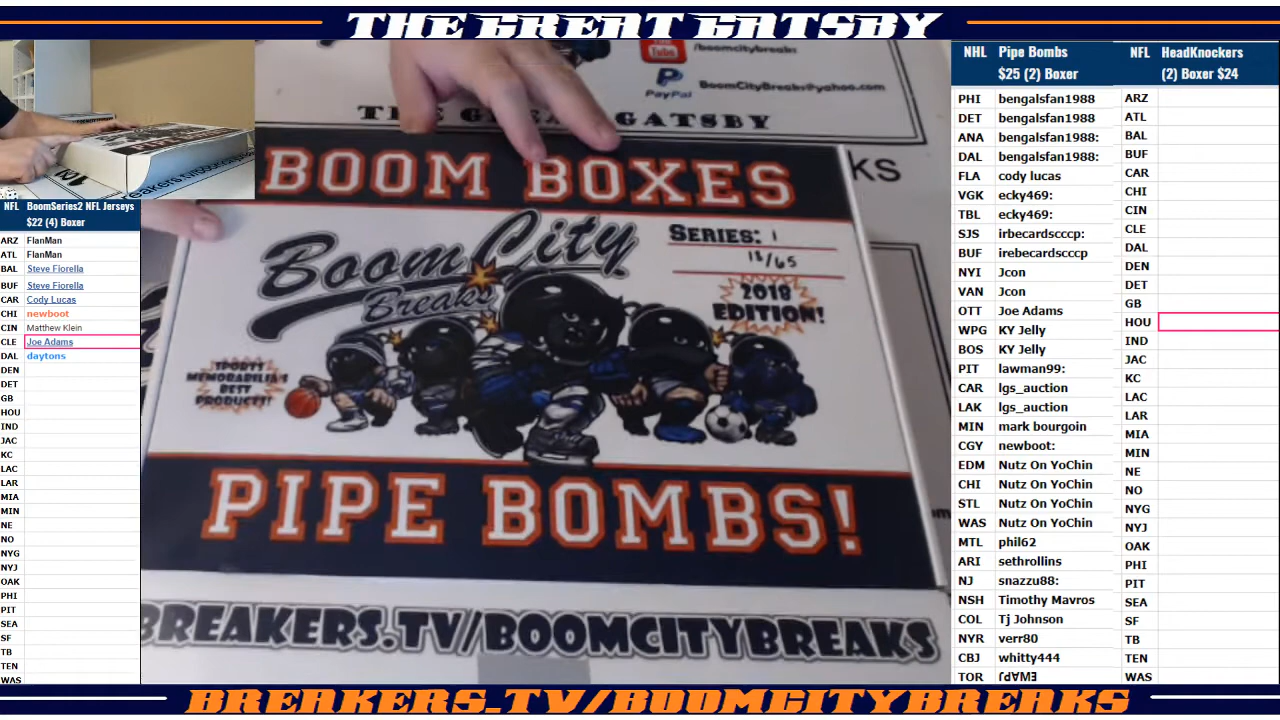 THE GREAT GATSBY
/boomcitybreaks
PayPal
BoomCityBreaks@yahoo.com
THE GREAT GATSBY
BOOM BOXES
Boom City
Breaks
SERIES: 1
18/65
2018
EDITION!
SPORTS
MEMORABILIA'S
BEST
PRODUCT!
PIPE BOMBS!
BREAKERS.TV/BOOMCITYBREAKS
NFL BoomSeries2 NFL Jerseys
$22 (4) Boxer
ARZ FlanMan
ATL FlanMan
BAL Steve Fiorella
BUF Steve Fiorella
CAR Cody Lucas
CHI newboot
CIN Matthew Klein
CLE Joe Adams
DAL daytons
DEN
DET
GB
HOU
IND
JAC
KC
LAC
LAR
MIA
MIN
NE
NO
NYG
NYJ
OAK
PHI
PIT
SEA
SF
TB
TEN
WAS
NHL Pipe Bombs
$25 (2) Boxer
PHI bengalsfan1988
DET bengalsfan1988
ANA bengalsfan1988:
DAL bengalsfan1988:
FLA cody lucas
VGK ecky469:
TBL ecky469:
SJS irbecardscccp:
BUF irebecardscccp
NYI Jcon
VAN Jcon
OTT Joe Adams
WPG KY Jelly
BOS KY Jelly
PIT lawman99:
CAR lgs_auction
LAK lgs_auction
MIN mark bourgoin
CGY newboot:
EDM Nutz On YoChin
CHI Nutz On YoChin
STL Nutz On YoChin
WAS Nutz On YoChin
MTL phil62
ARI sethrollins
NJ snazzu88:
NSH Timothy Mavros
COL Tj Johnson
NYR verr80
CBJ whitty444
TOR
NFL HeadKnockers
(2) Boxer $24
ARZ
ATL
BAL
BUF
CAR
CHI
CIN
CLE
DAL
DEN
DET
GB
HOU
IND
JAC
KC
LAC
LAR
MIA
MIN
NE
NO
NYG
NYJ
OAK
PHI
PIT
SEA
SF
TB
TEN
WAS
BREAKERS.TV/BOOMCITYBREAKS